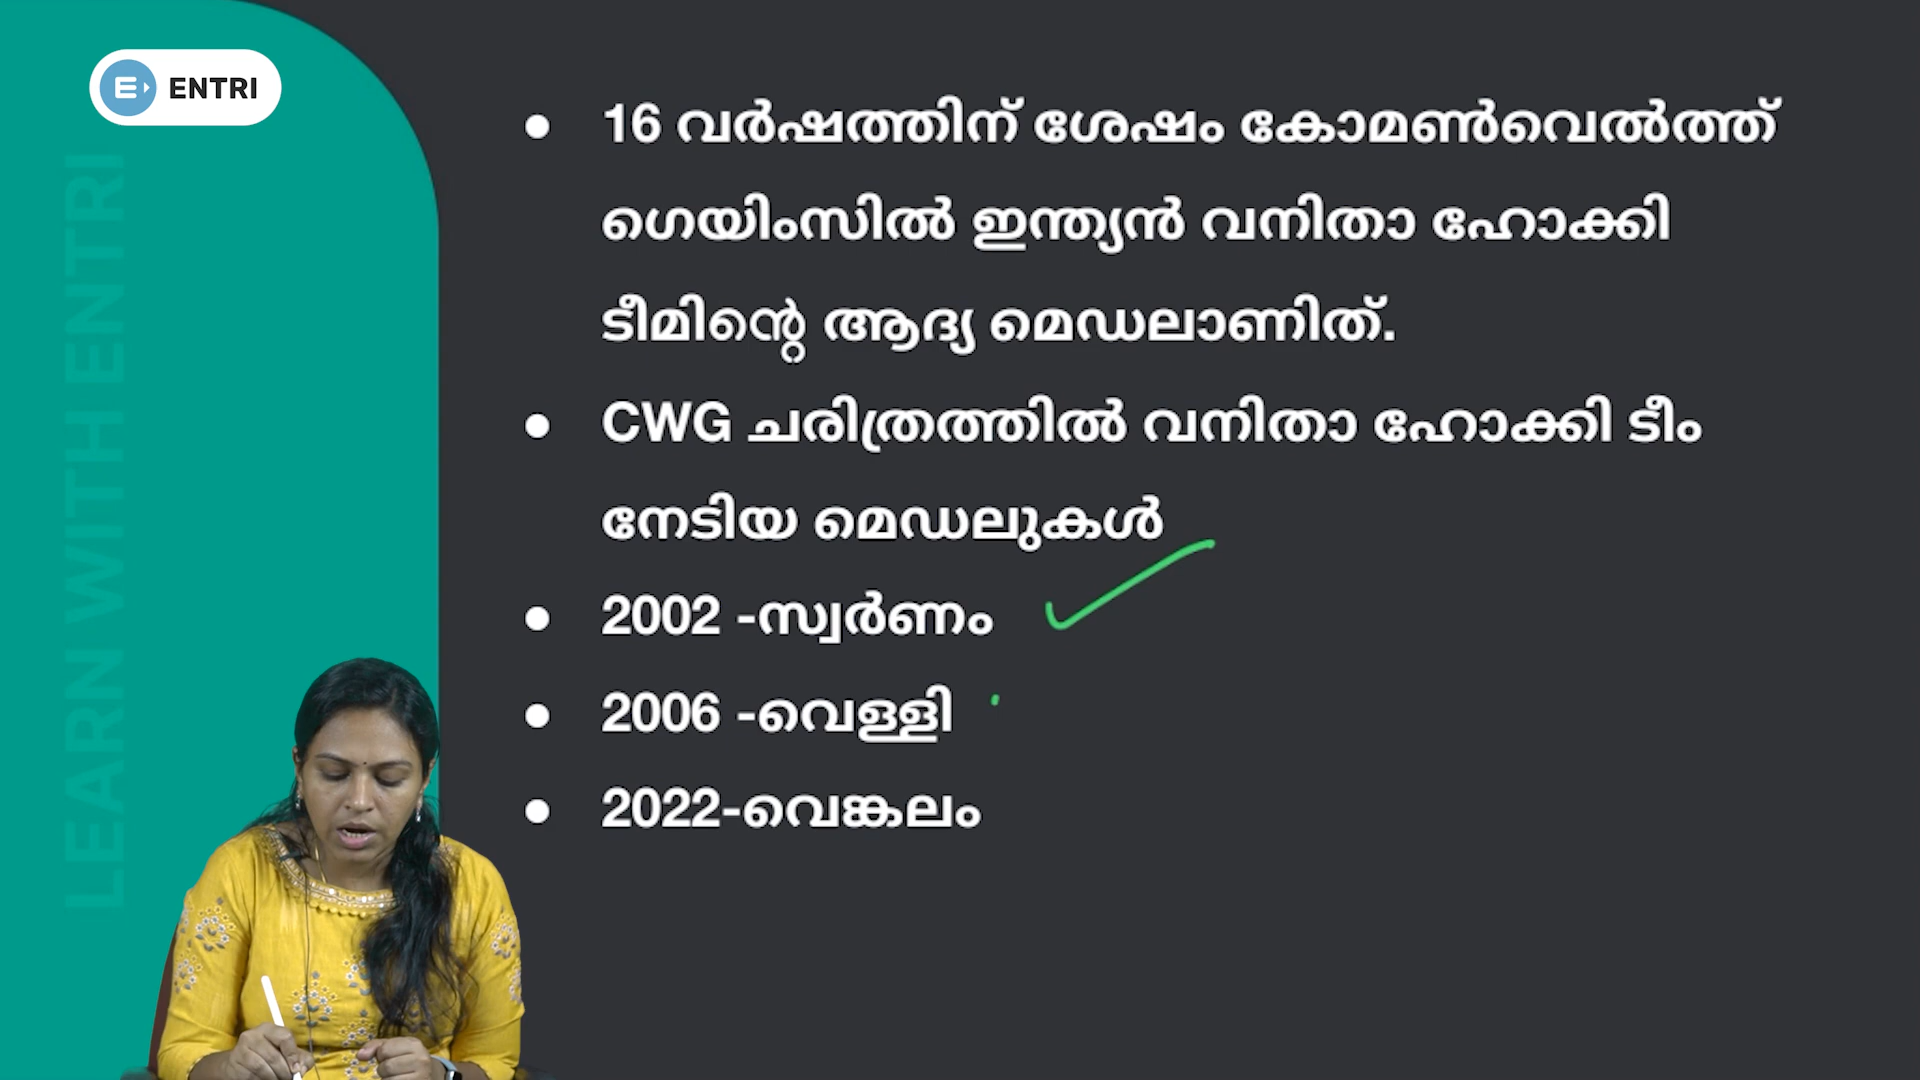 ENTRI
LEARN WITH ENTRI
● 16 വർഷത്തിന് ശേഷം കോമൺവെൽത്ത്
ഗെയിംസിൽ ഇന്ത്യൻ വനിതാ ഹോക്കി
ടീമിന്റെ ആദ്യ മെഡലാണിത്.
● CWG ചരിത്രത്തിൽ വനിതാ ഹോക്കി ടീം
നേടിയ മെഡലുകൾ
● 2002 -സ്വർണം
● 2006 -വെള്ളി
● 2022-വെങ്കലം